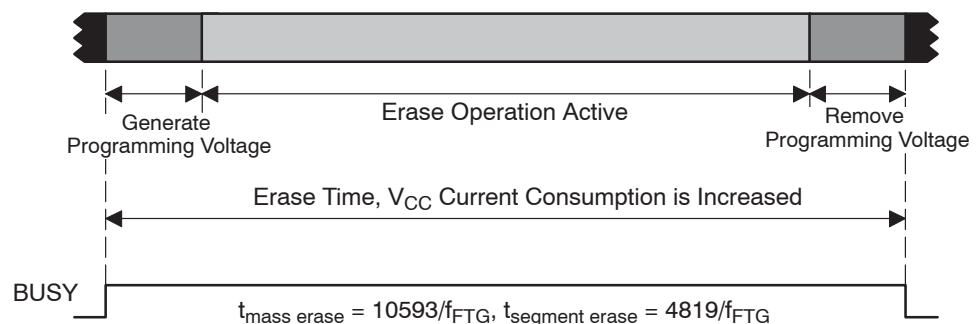 Generate
Programming Voltage
Erase Operation Active
Remove
Programming Voltage
Erase Time, VCC Current Consumption is Increased
BUSY
tmass erase = 10593/fFTG, tsegment erase = 4819/fFTG